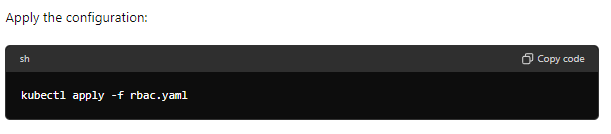 Apply the configuration:
sh
Copy code
kubectl apply -f rbac.yaml